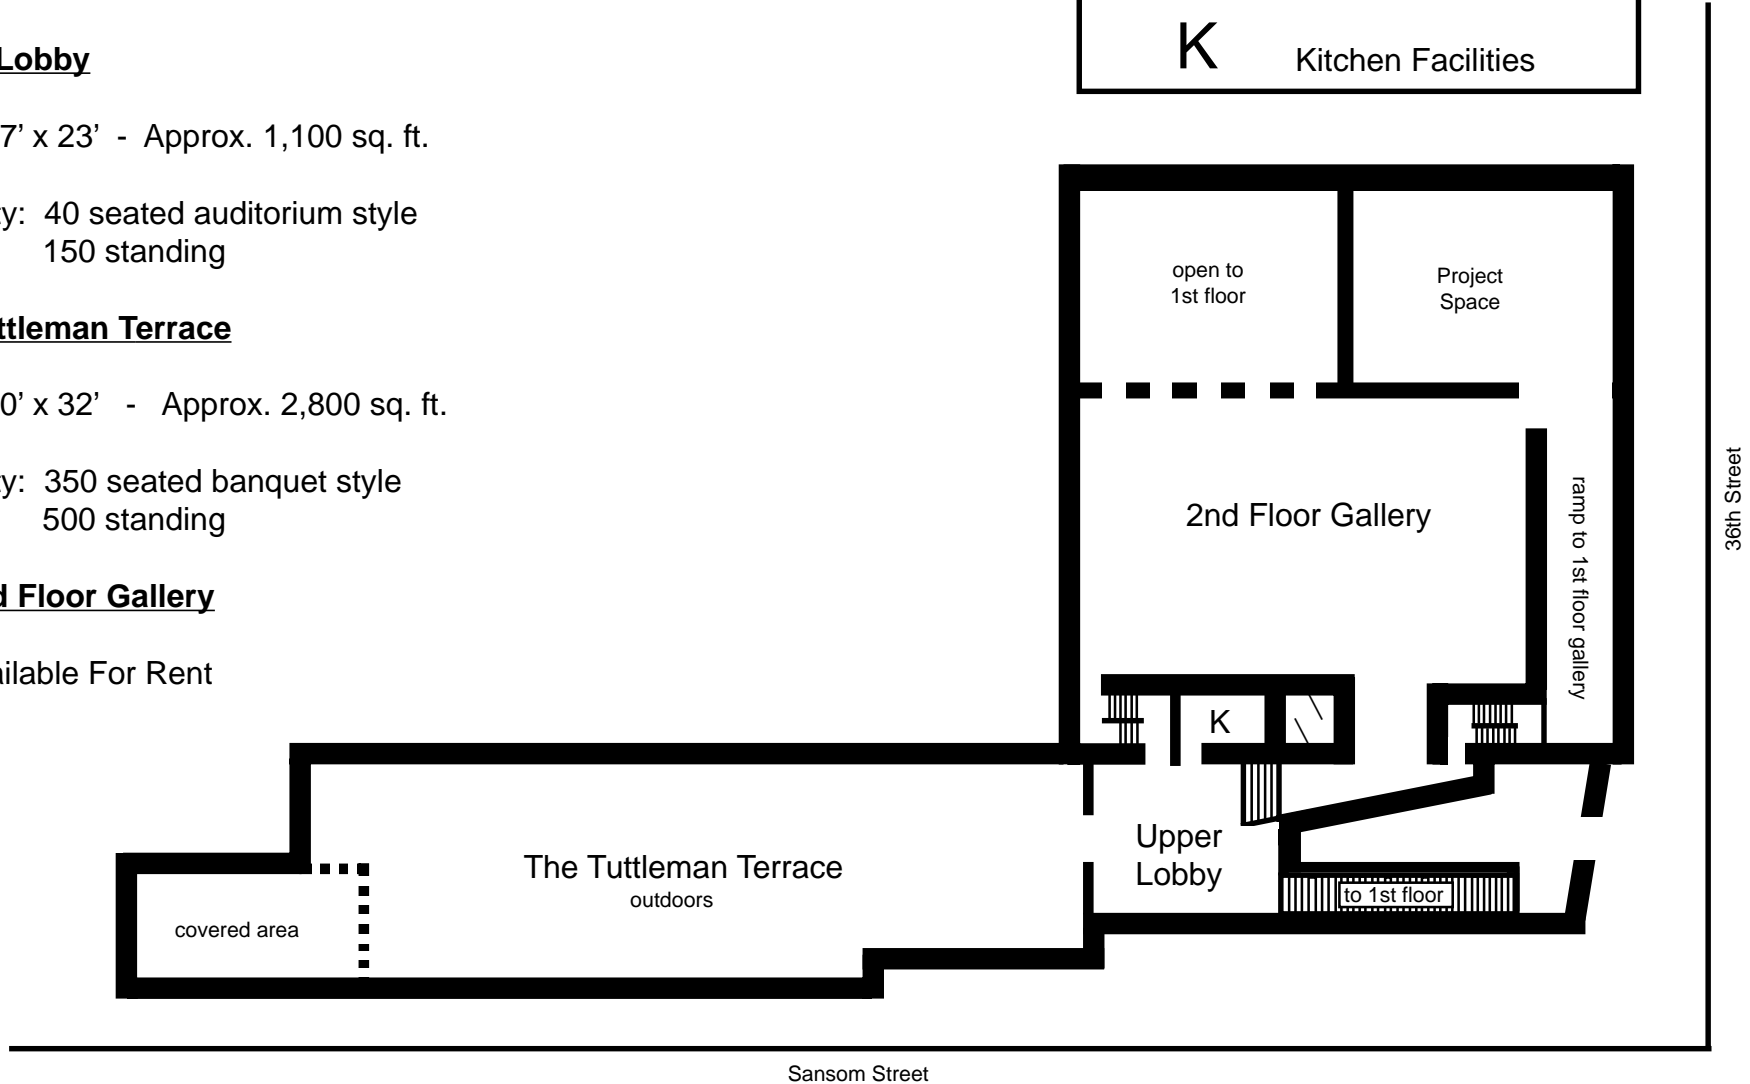 Lobby
7’ x 23’ - Approx. 1,100 sq. ft.
ty: 40 seated auditorium style
150 standing
ttleman Terrace
0’ x 32’ - Approx. 2,800 sq. ft.
ty: 350 seated banquet style
500 standing
d Floor Gallery
ailable For Rent
K Kitchen Facilities
open to
1st floor
Project
Space
2nd Floor Gallery
ramp to 1st floor gallery
36th Street
K
Upper
Lobby
to 1st floor
The Tuttleman Terrace
outdoors
covered area
Sansom Street